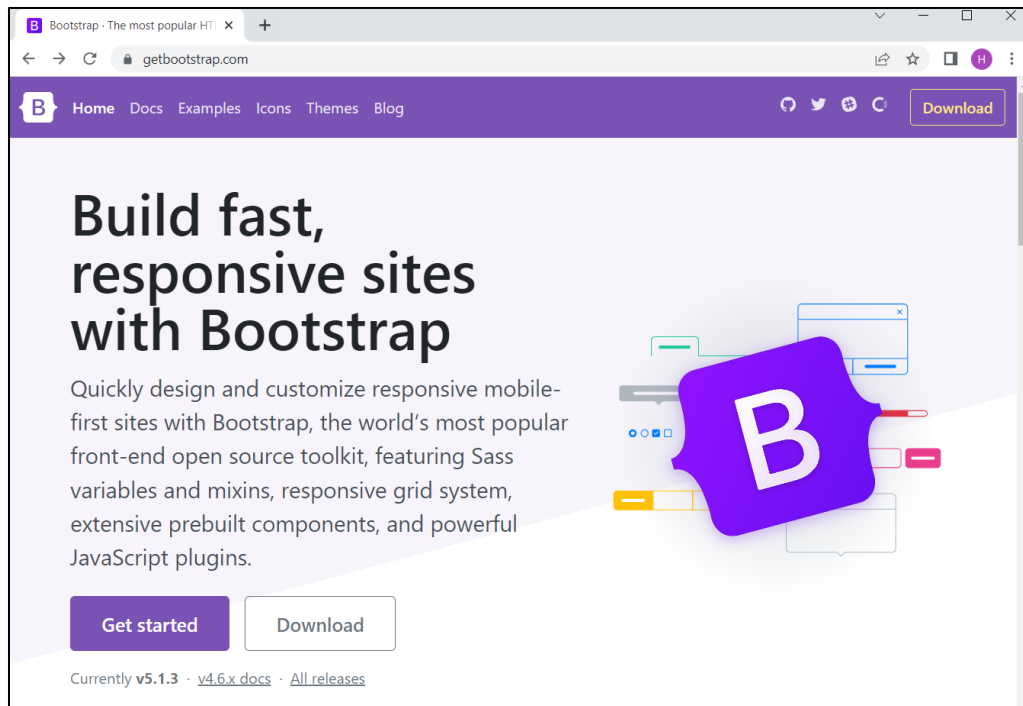 B Bootstrap · The most popular HT
getbootstrap.com
H
B Home Docs Examples Icons Themes Blog Download
Build fast,
responsive sites
with Bootstrap
Quickly design and customize responsive mobile-
first sites with Bootstrap, the world's most popular
front-end open source toolkit, featuring Sass
variables and mixins, responsive grid system,
extensive prebuilt components, and powerful
JavaScript plugins.
B
Get started Download
Currently v5.1.3 · v4.6.x docs · All releases